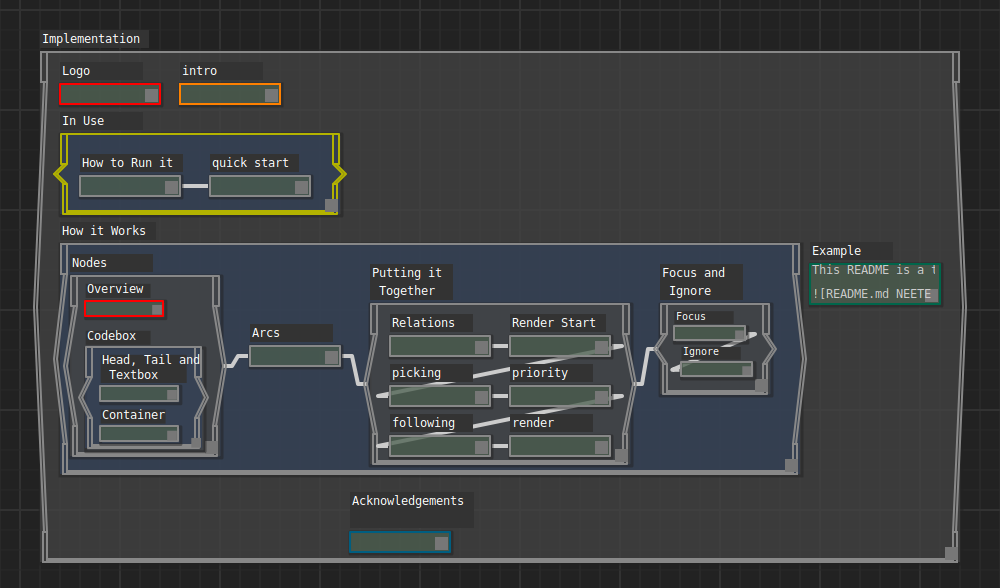 Implementation
Logo
intro
In Use
How to Run it
quick start
How it Works
Nodes
Overview
Codebox
Head, Tail and
Textbox
Container
Arcs
Putting it
Together
Relations
Render Start
picking
priority
following
render
Focus and
Ignore
Focus
Ignore
Example
This README is a t
![README.md NEETE
Acknowledgements